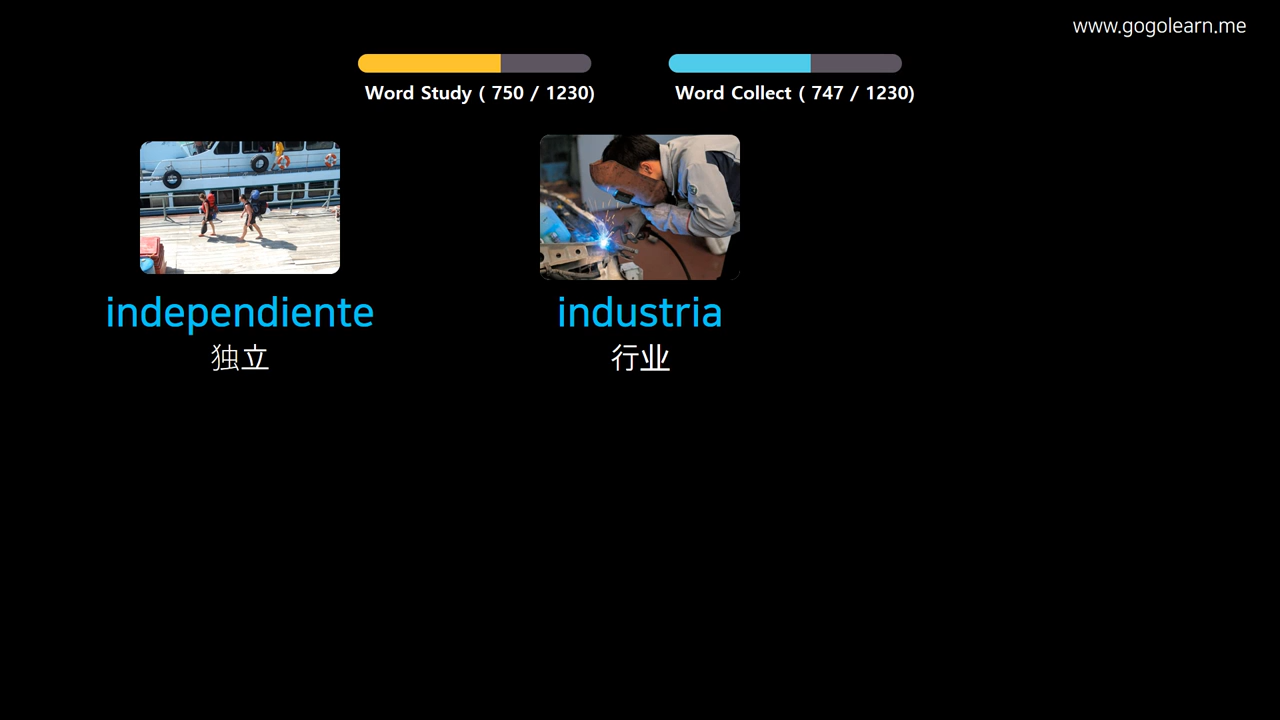 www.gogolearn.me
Word Study ( 750 / 1230)
Word Collect ( 747 / 1230)
independiente
独立
industria
行业